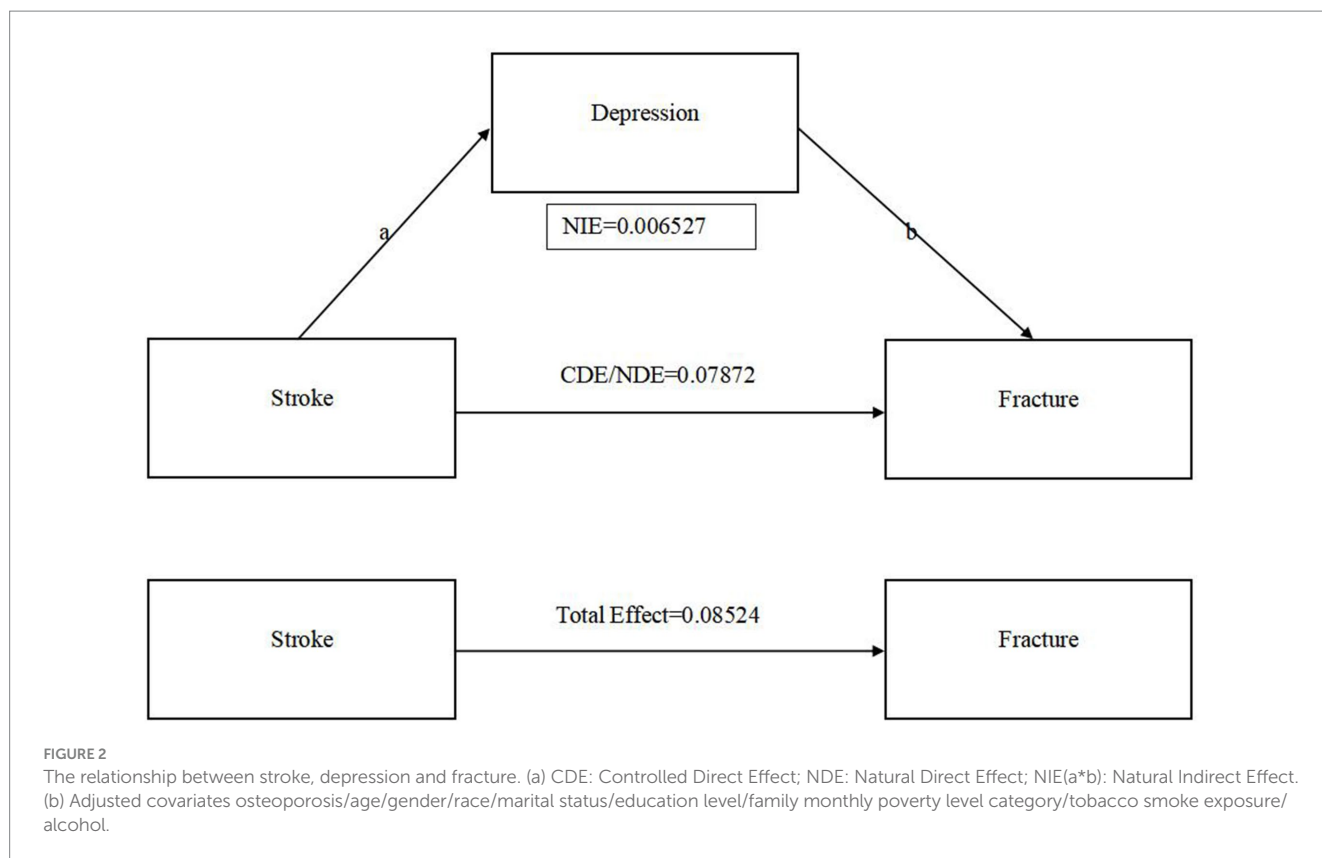 Depression
NIE=0.006527
a
b
CDE/NDE=0.07872
Stroke
Fracture
Total Effect=0.08524
Stroke
Fracture
FIGURE 2
The relationship between stroke, depression and fracture. (a) CDE: Controlled Direct Effect; NDE: Natural Direct Effect; NIE(a*b): Natural Indirect Effect.
(b) Adjusted covariates osteoporosis/age/gender/race/marital status/education level/family monthly poverty level category/tobacco smoke exposure/
alcohol.